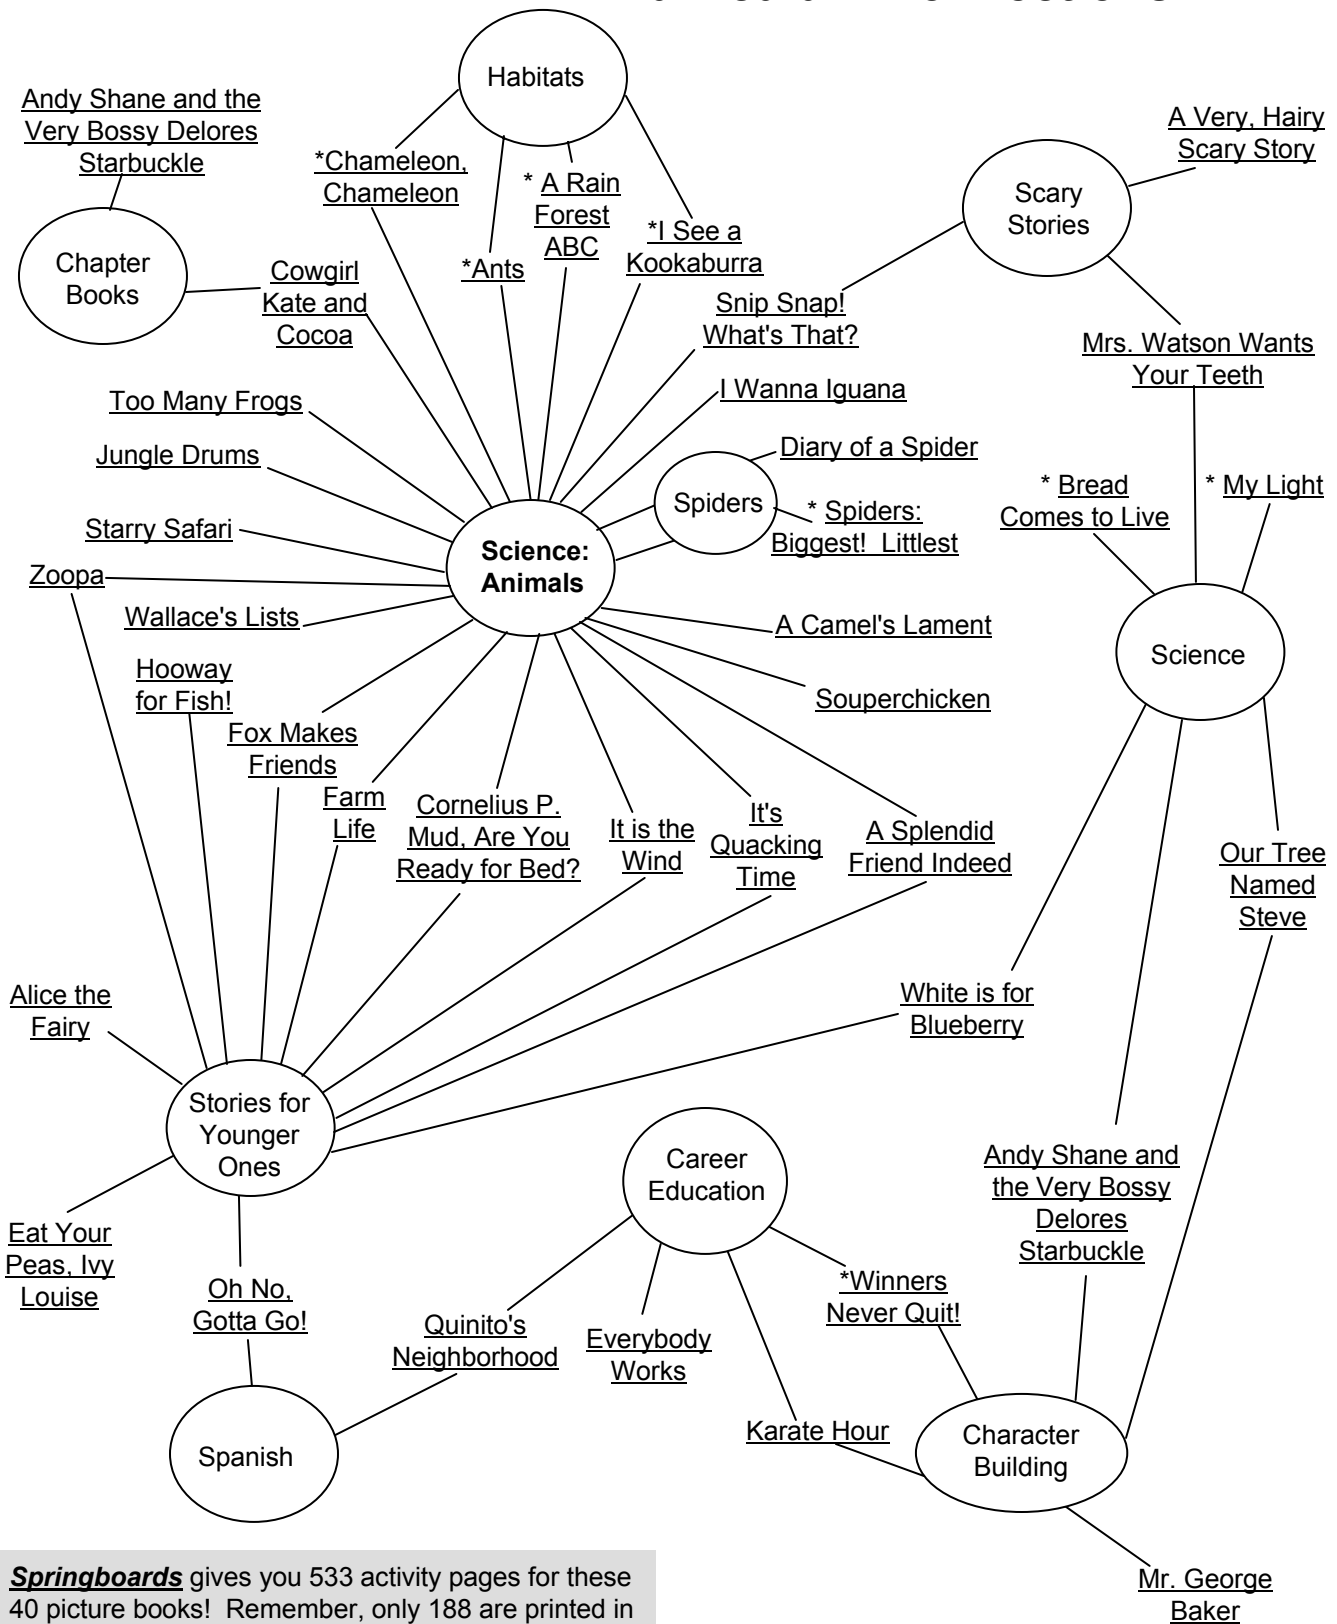 Habitats
Andy Shane and the
Very Bossy Delores
Starbuckle
*Chameleon,
Chameleon
* A Rain
Forest
ABC
*I See a
Kookaburra
*Ants
A Very, Hairy
Scary Story
Scary
Stories
Chapter
Books
Cowgirl
Kate and
Cocoa
Snip Snap!
What's That?
Mrs. Watson Wants
Your Teeth
Too Many Frogs
I Wanna Iguana
Jungle Drums
Diary of a Spider
Spiders
* Spiders:
Biggest! Littlest
* Bread
Comes to Live
* My Light
Starry Safari
Science:
Animals
Zoopa
Wallace's Lists
A Camel's Lament
Science
Hooway
for Fish!
Souperchicken
Fox Makes
Friends
Farm
Life
Cornelius P.
Mud, Are You
Ready for Bed?
It is the
Wind
It's
Quacking
Time
A Splendid
Friend Indeed
Our Tree
Named
Steve
Alice the
Fairy
White is for
Blueberry
Stories for
Younger
Ones
Career
Education
Andy Shane and
the Very Bossy
Delores
Starbuckle
Eat Your
Peas, Ivy
Louise
Oh No,
Gotta Go!
Quinito's
Neighborhood
Everybody
Works
*Winners
Never Quit!
Karate Hour
Character
Building
Spanish
Mr. George
Baker
Springboards gives you 533 activity pages for these
40 picture books! Remember, only 188 are printed in